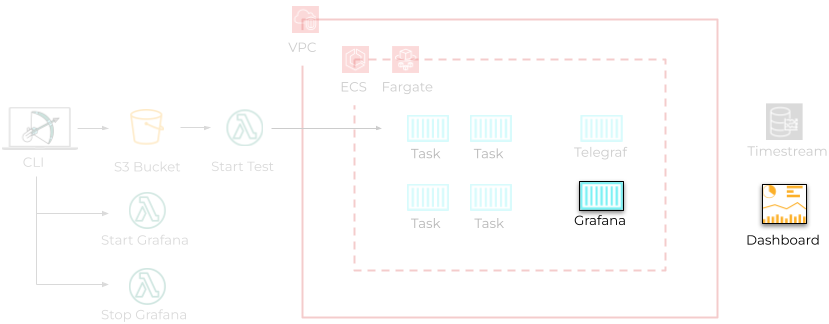 VPC
ECS
Fargate
CLI
S3 Bucket
Start Test
Task
Task
Telegraf
Timestream
Task
Task
Grafana
Start Grafana
Dashboard
Stop Grafana